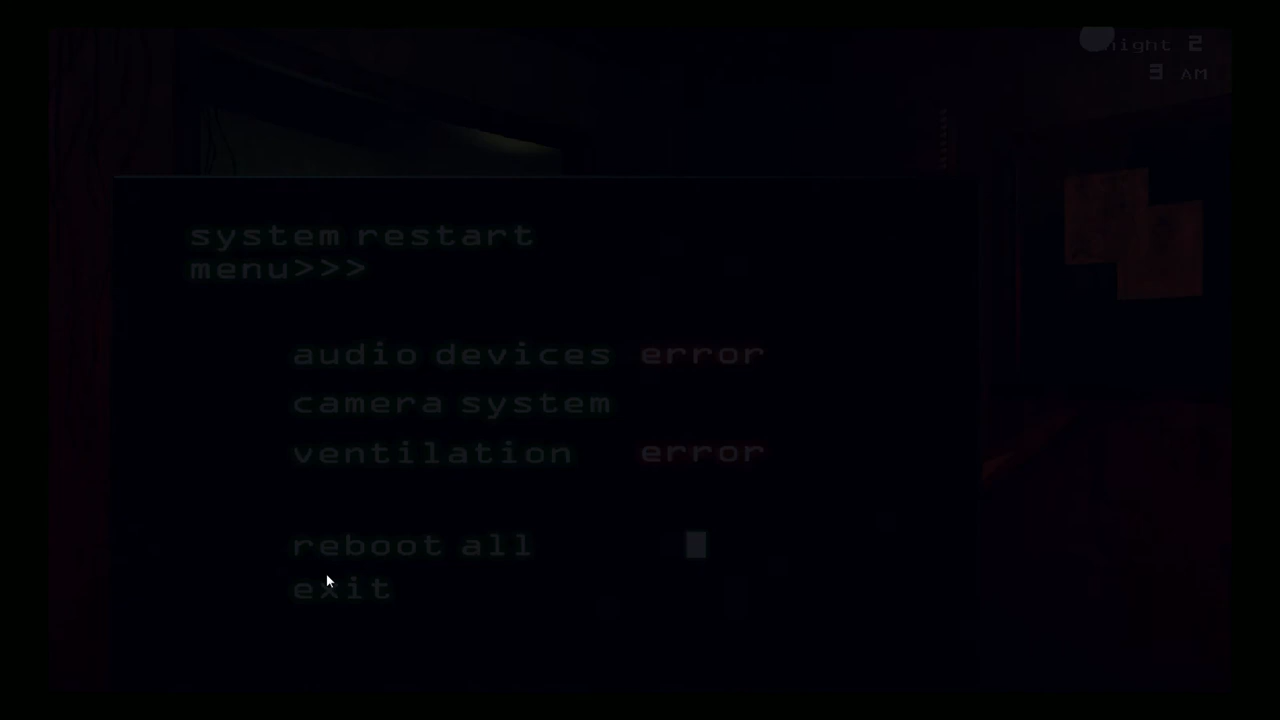 night 2
3 AM
system restart
menu>>>
audio devices error
camera system
ventilation error
reboot all
exit